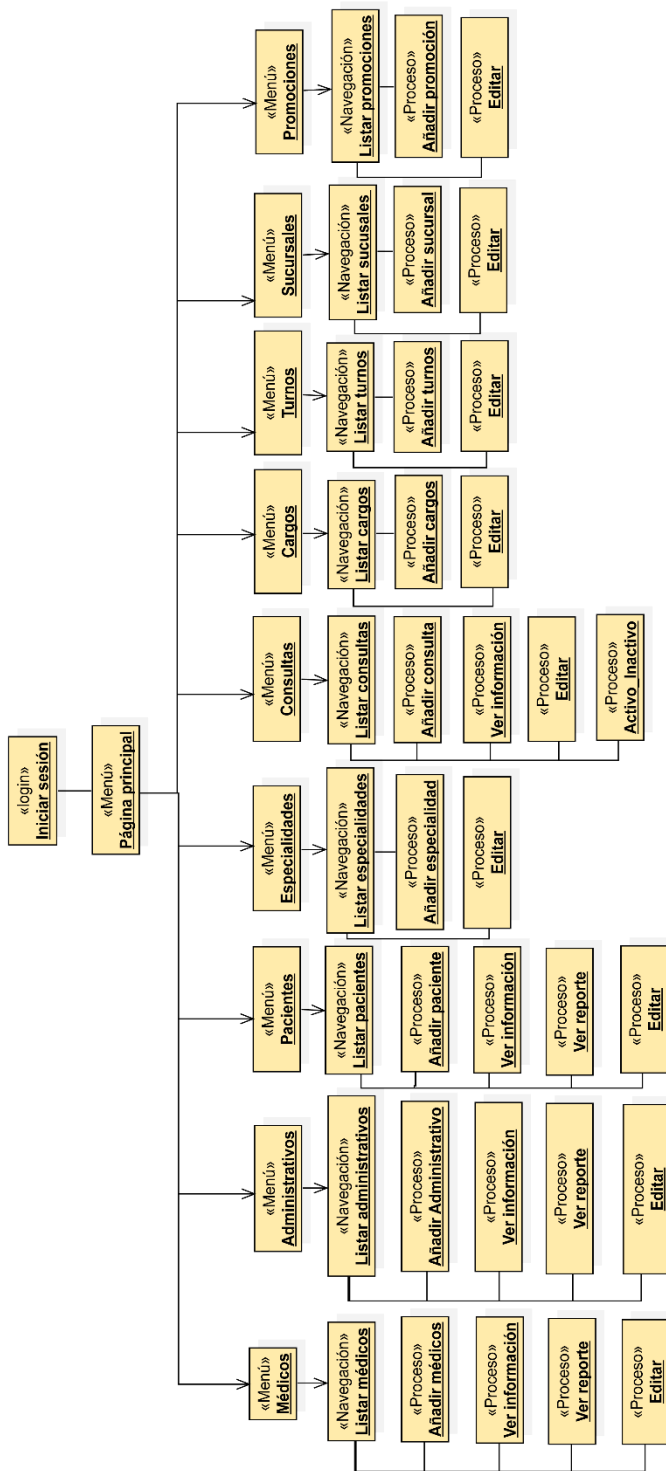 «login»
Iniciar sesión
«Menú»
Página principal
«Menú»
Médicos
«Navegación»
Listar médicos
«Proceso»
Añadir médicos
«Proceso»
Ver información
«Proceso»
Ver reporte
«Proceso»
Editar
«Menú»
Administrativos
«Navegación»
Listar administrativos
«Proceso»
Añadir Administrativo
«Proceso»
Ver información
«Proceso»
Ver reporte
«Proceso»
Editar
«Menú»
Pacientes
«Navegación»
Listar pacientes
«Proceso»
Añadir paciente
«Proceso»
Ver información
«Proceso»
Ver reporte
«Proceso»
Editar
«Menú»
Especialidades
«Navegación»
Listar especialidades
«Proceso»
Añadir especialidad
«Proceso»
Editar
«Menú»
Consultas
«Navegación»
Listar consultas
«Proceso»
Añadir consulta
«Proceso»
Ver información
«Proceso»
Editar
«Proceso»
Activo_Inactivo
«Menú»
Cargos
«Navegación»
Listar cargos
«Proceso»
Añadir cargos
«Proceso»
Editar
«Menú»
Turnos
«Navegación»
Listar turnos
«Proceso»
Añadir turnos
«Proceso»
Editar
«Menú»
Sucursales
«Navegación»
Listar sucusales
«Proceso»
Añadir sucursal
«Proceso»
Editar
«Menú»
Promociones
«Navegación»
Listar promociones
«Proceso»
Añadir promoción
«Proceso»
Editar